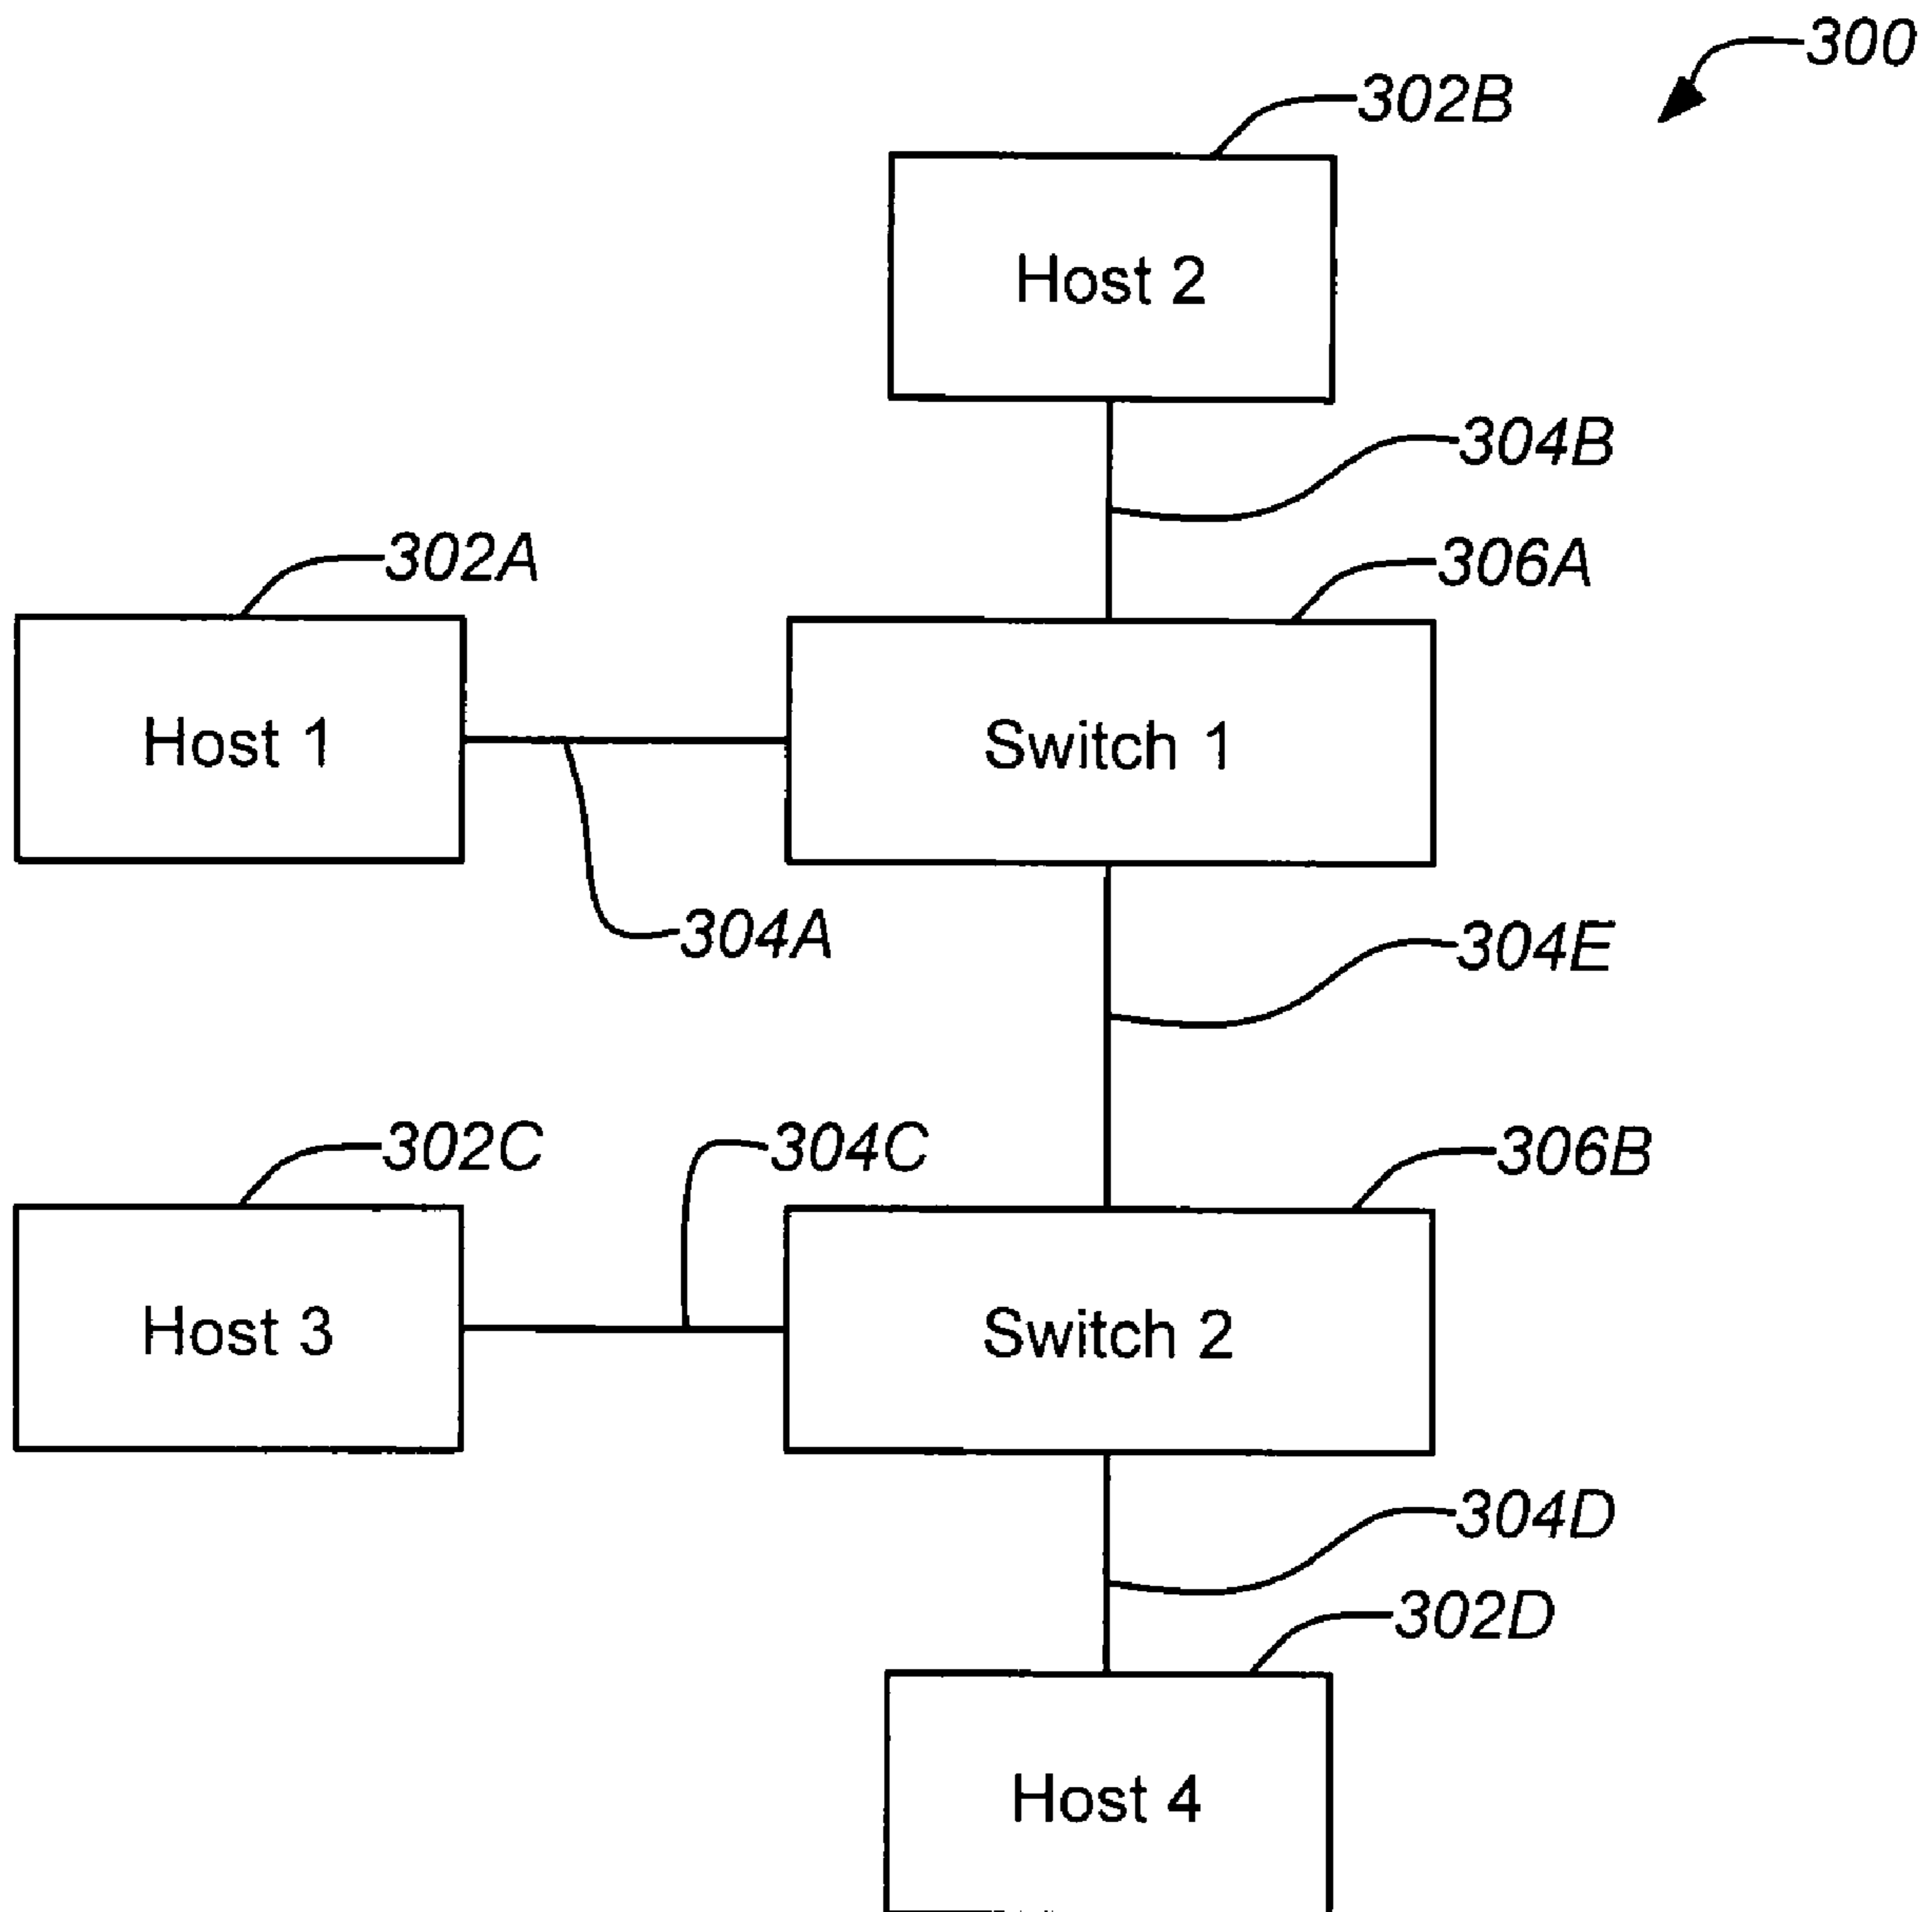 300
302B
Host 2
304B
302A
306A
Host 1
Switch 1
304A
304E
302C
304C
306B
Host 3
Switch 2
304D
302D
Host 4